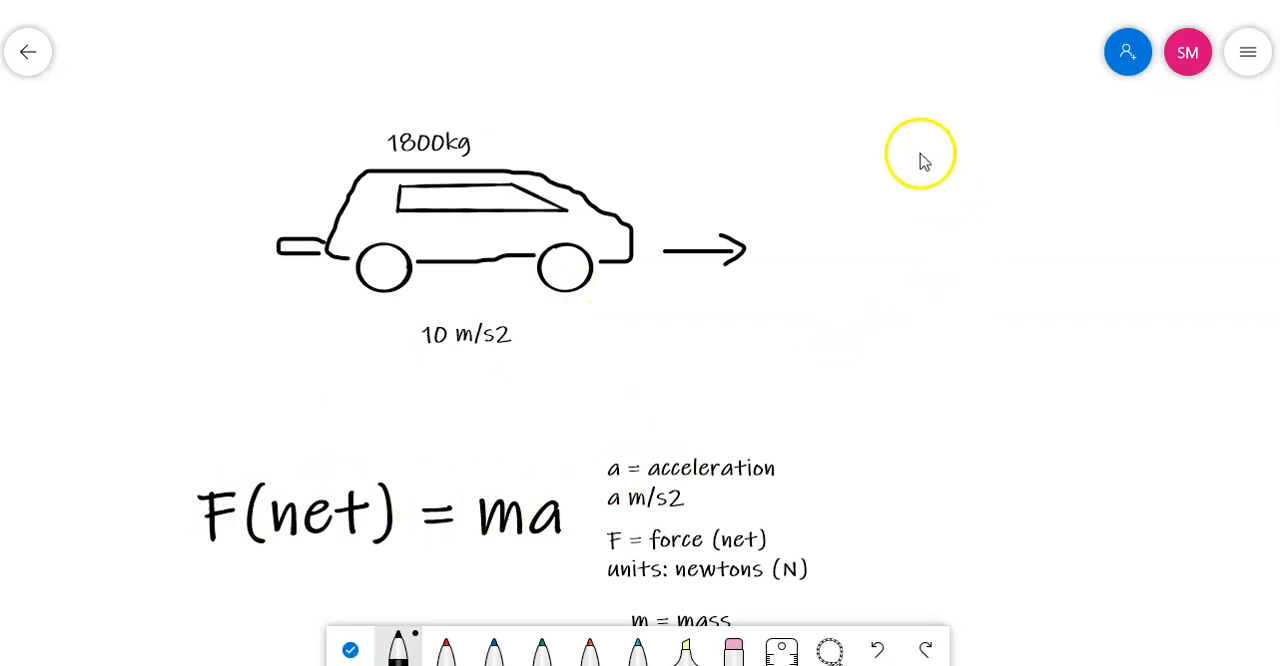 SM
1800kg
10 m/s2
F(net) = ma
a = acceleration
a m/s2
F = force (net)
units: newtons (N)
m = mass